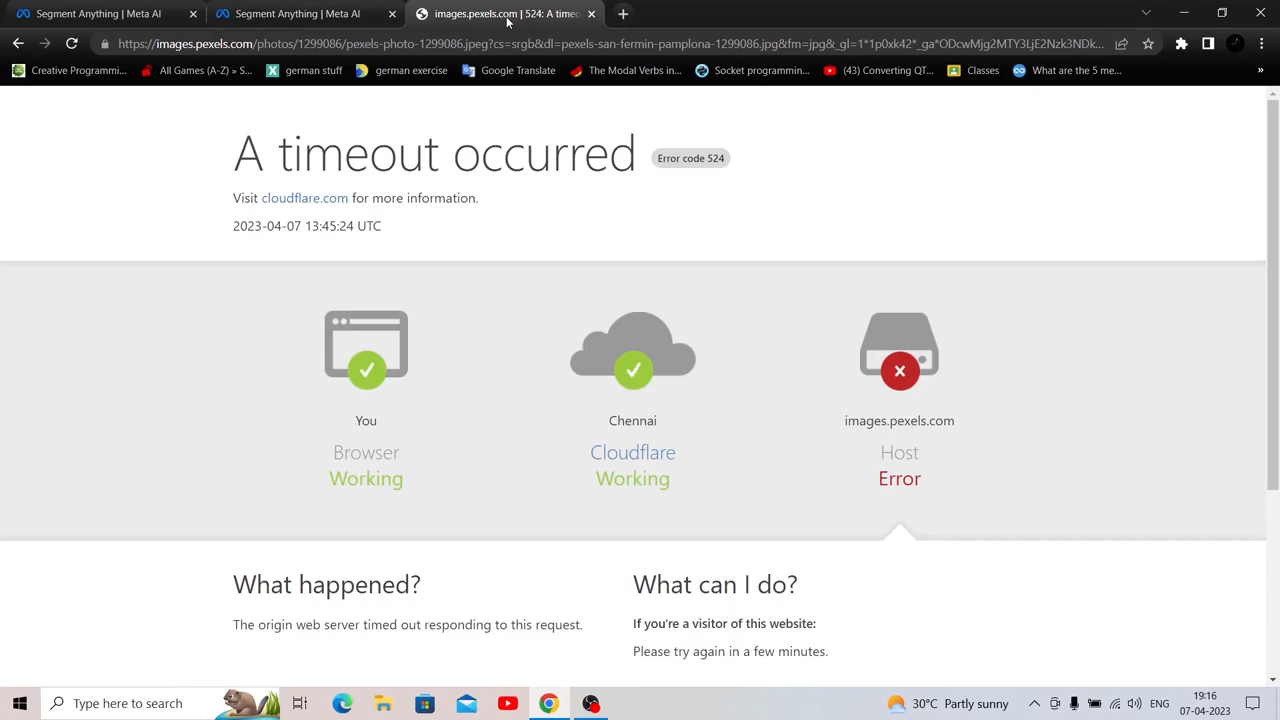 Segment Anything | Meta AI
Segment Anything | Meta AI
images.pexels.com | 524: A time
https://images.pexels.com/photos/1299086/pexels-photo-1299086.jpeg?cs=srgb&dl=pexels-san-fermin-pamplona-1299086.jpg&fm=jpg&_gl=1*1p0xk42*_ga*ODcwMjg2MTY3LjE2Nzk3NDk...
Creative Programmi...
All Games (A-Z) » S...
german stuff
german exercise
Google Translate
The Modal Verbs in...
Socket programmin...
(43) Converting QT...
Classes
What are the 5 me...
»
A timeout occurred
Error code 524
Visit cloudflare.com for more information.
2023-04-07 13:45:24 UTC
You
Browser
Working
Chennai
Cloudflare
Working
images.pexels.com
Host
Error
What happened?
The origin web server timed out responding to this request.
What can I do?
If you're a visitor of this website:
Please try again in a few minutes.
Type here to search
30°C Partly sunny
ENG
19:16
07-04-2023